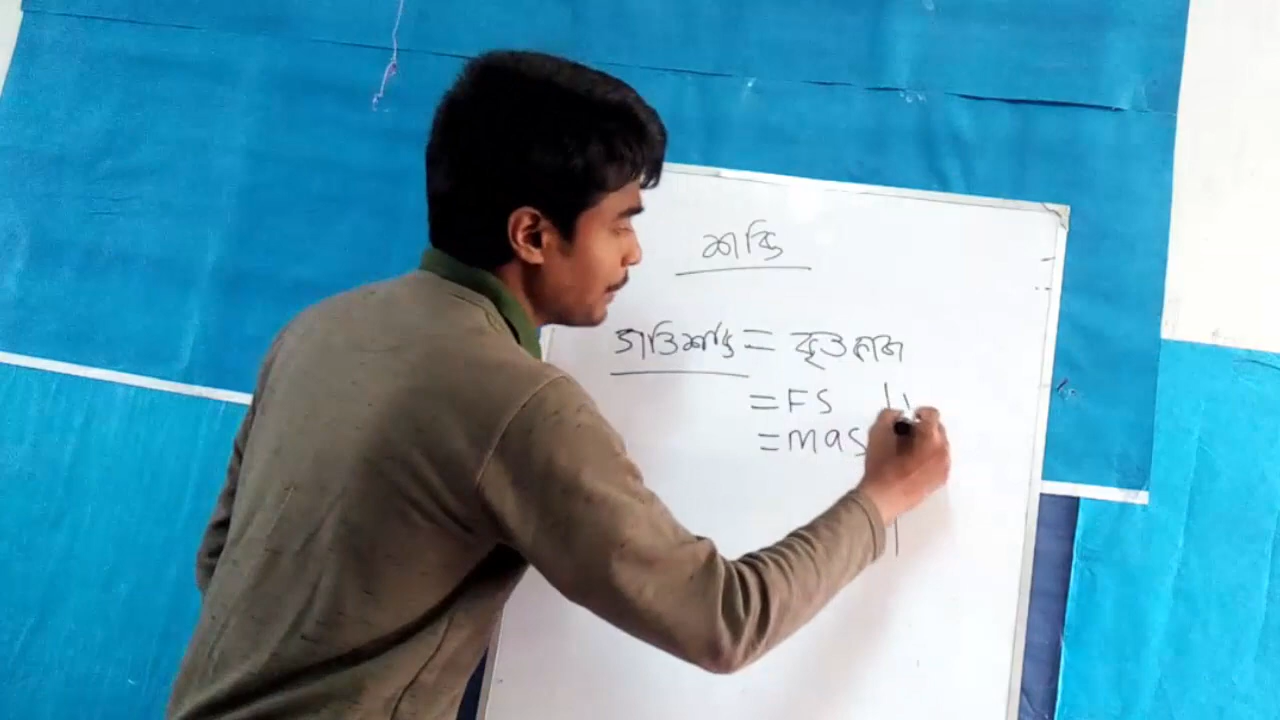 শক্তি
গতিশক্তি = কৃতকাজ
= FS
= mas